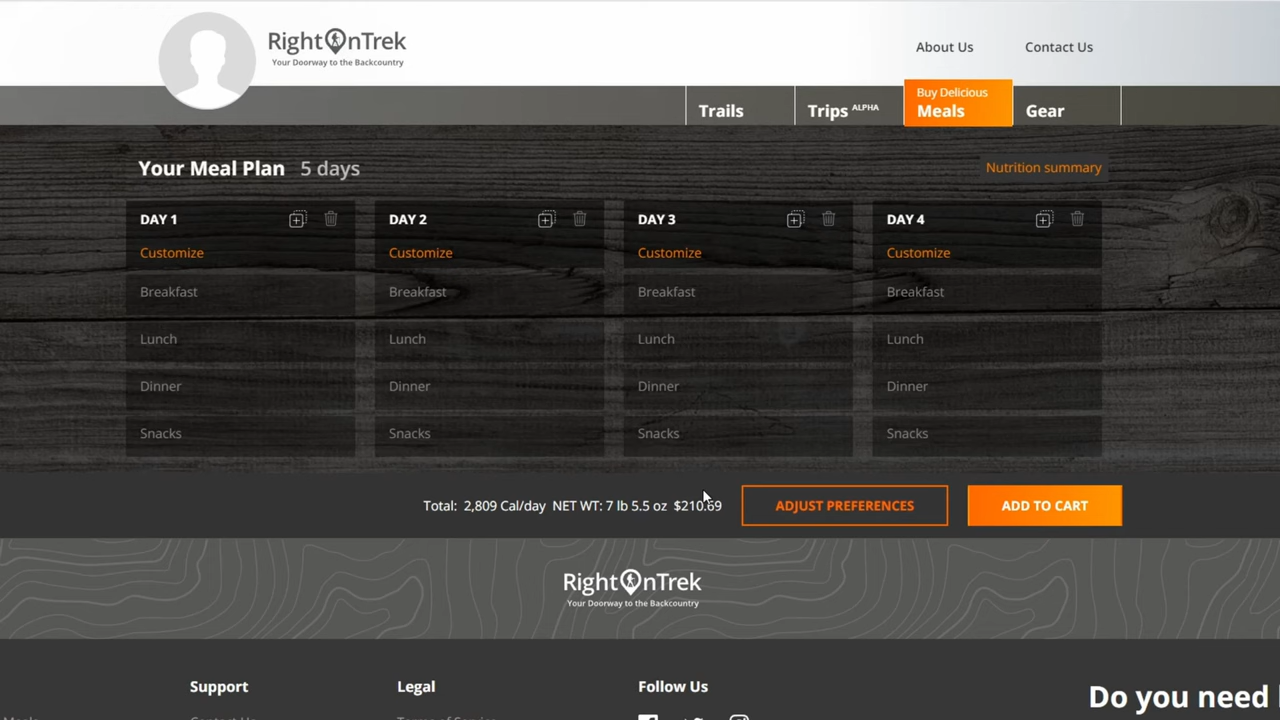 RightOnTrek
Your Doorway to the Backcountry
About Us
Contact Us
Trails
Trips ALPHA
Buy Delicious
Meals
Gear
Your Meal Plan 5 days
Nutrition summary
DAY 1
Customize
Breakfast
Lunch
Dinner
Snacks
DAY 2
Customize
Breakfast
Lunch
Dinner
Snacks
DAY 3
Customize
Breakfast
Lunch
Dinner
Snacks
DAY 4
Customize
Breakfast
Lunch
Dinner
Snacks
Total: 2,809 Cal/day NET WT: 7 lb 5.5 oz $210.69
ADJUST PREFERENCES
ADD TO CART
RightOnTrek
Your Doorway to the Backcountry
Support
Legal
Follow Us
Do you need